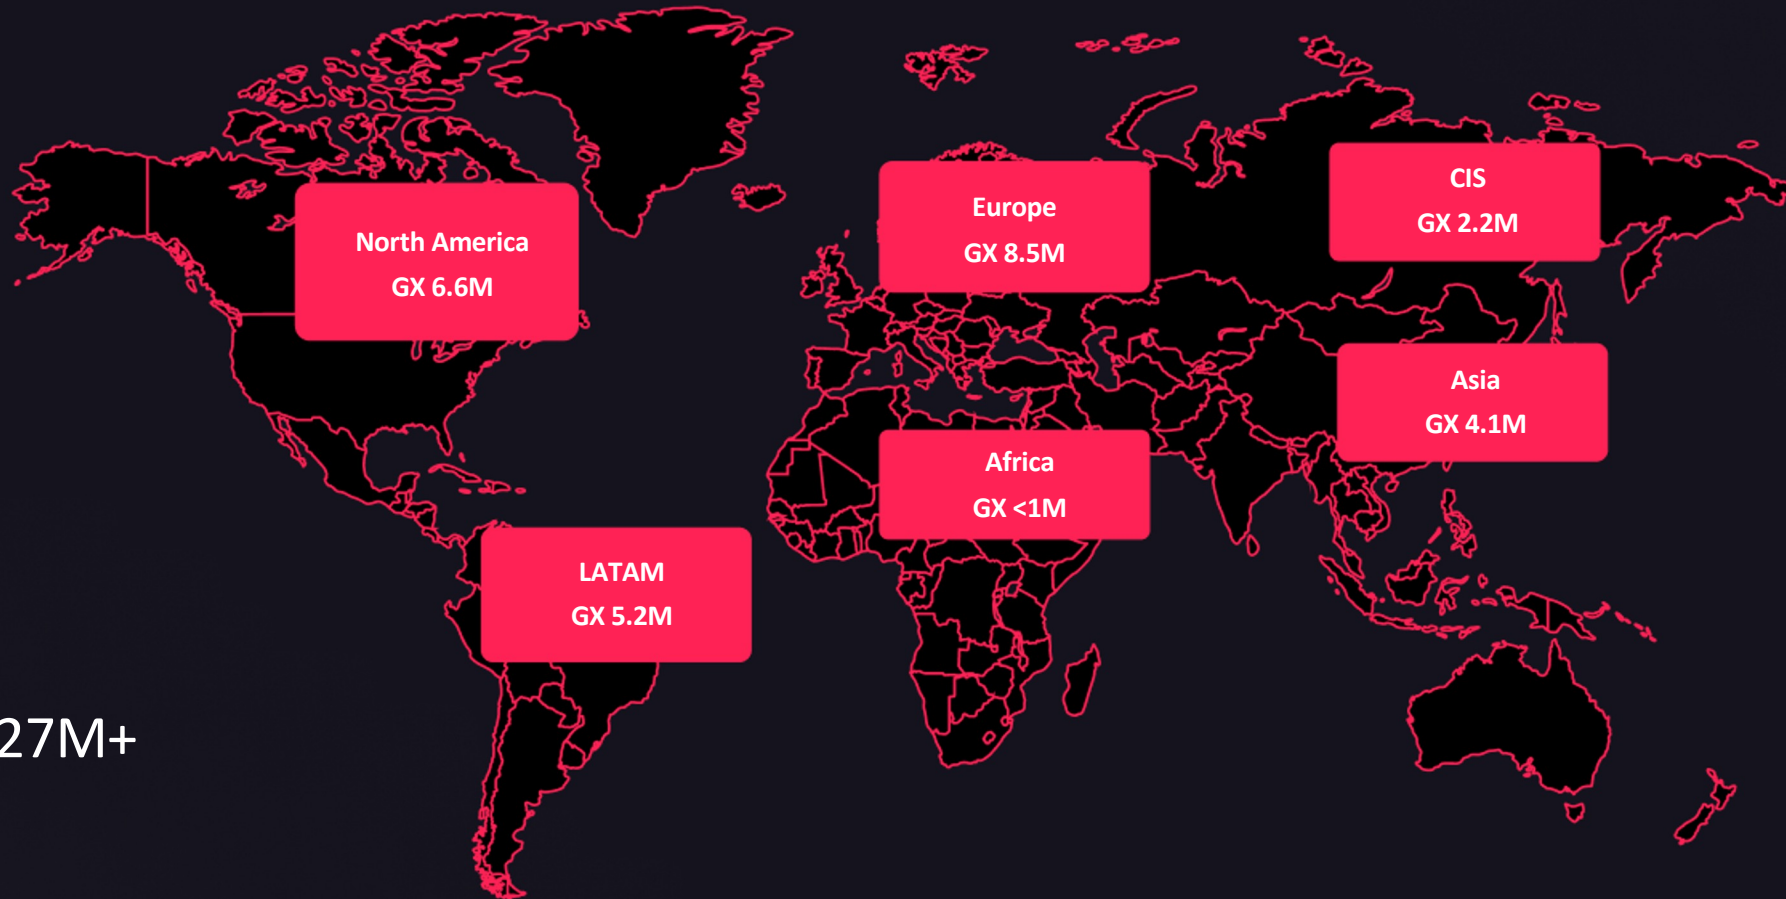 North America
GX 6.6M
Europe
GX 8.5M
CIS
GX 2.2M
Asia
GX 4.1M
Africa
GX <1M
LATAM
GX 5.2M
27M+